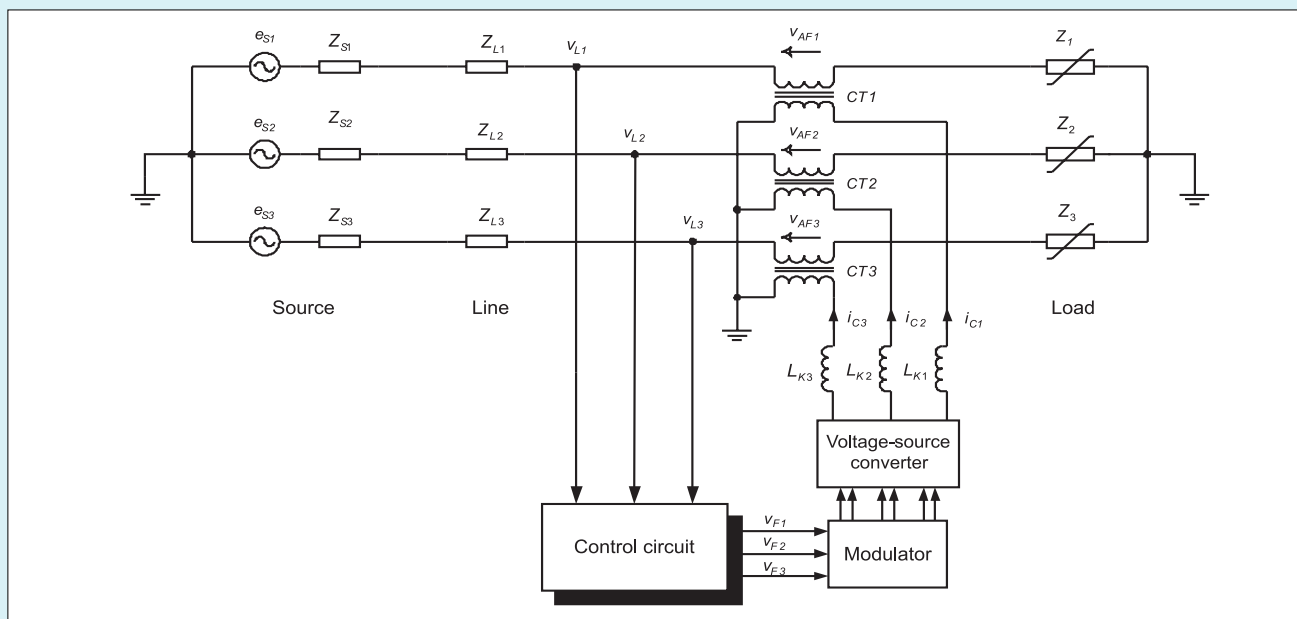 e_S1 Z_S1 Z_L1 v_L1 v_AF1 Z_1
CT1
e_S2 Z_S2 Z_L2 v_L2 v_AF2 Z_2
CT2
e_S3 Z_S3 Z_L3 v_L3 v_AF3 Z_3
CT3
Source Line Load
i_C3 i_C2 i_C1
L_K3 L_K2 L_K1
Voltage-source
converter
Control circuit
v_F1
v_F2
v_F3
Modulator